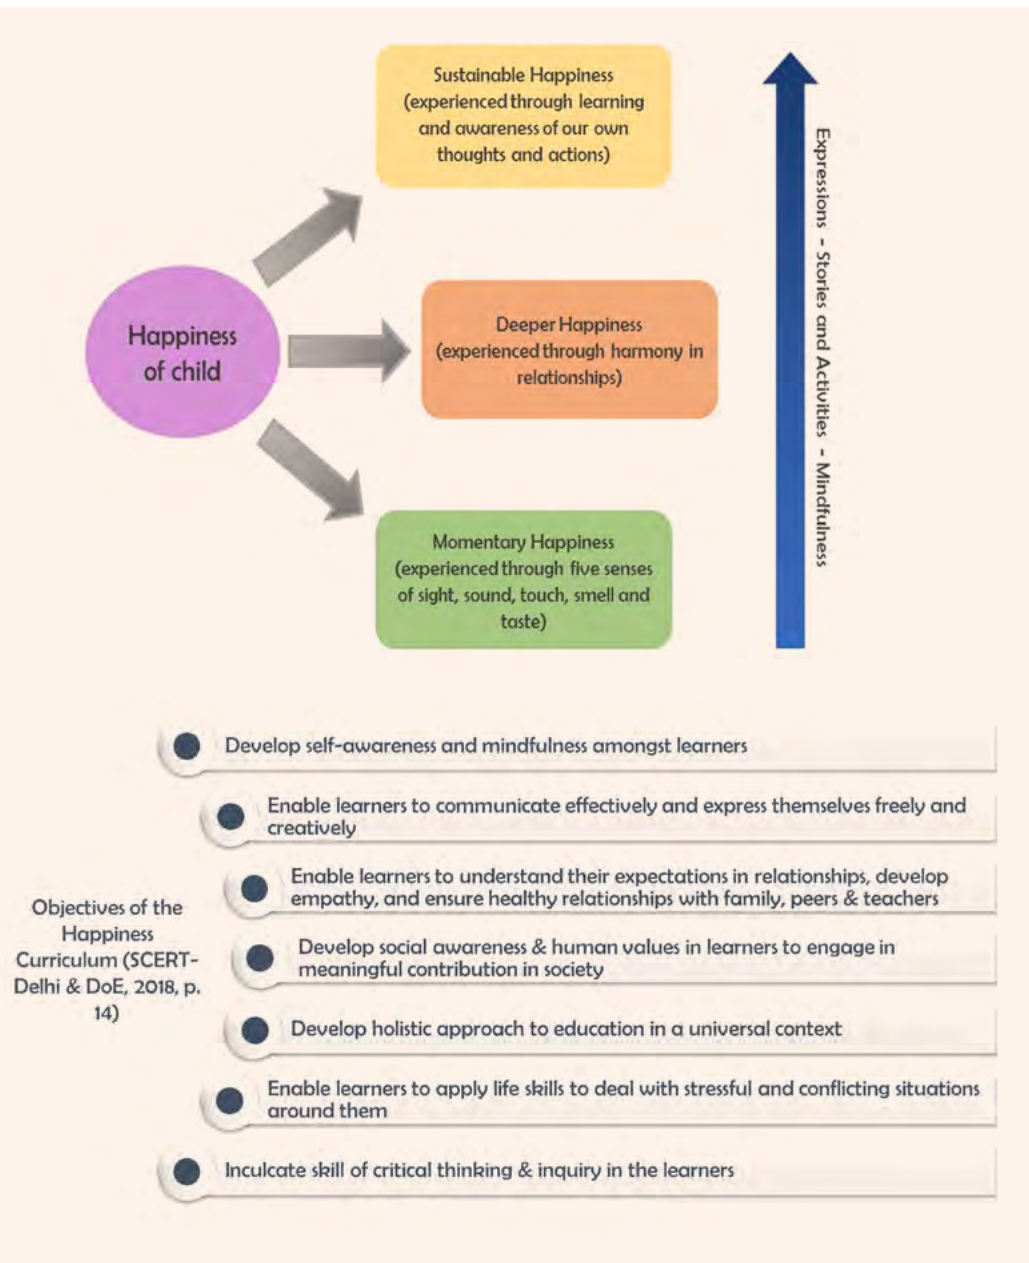 Sustainable Happiness
(experienced through learning
and awareness of our own
thoughts and actions)
Happiness
of child
Deeper Happiness
(experienced through harmony in
relationships)
Momentary Happiness
(experienced through five senses
of sight, sound, touch, smell and
taste)
Expressions - Stories and Activities - Mindfulness
Objectives of the
Happiness
Curriculum (SCERT-
Delhi & DoE, 2018, p.
14)
Develop self-awareness and mindfulness amongst learners
Enable learners to communicate effectively and express themselves freely and
creatively
Enable learners to understand their expectations in relationships, develop
empathy, and ensure healthy relationships with family, peers & teachers
Develop social awareness & human values in learners to engage in
meaningful contribution in society
Develop holistic approach to education in a universal context
Enable learners to apply life skills to deal with stressful and conflicting situations
around them
Inculcate skill of critical thinking & inquiry in the learners